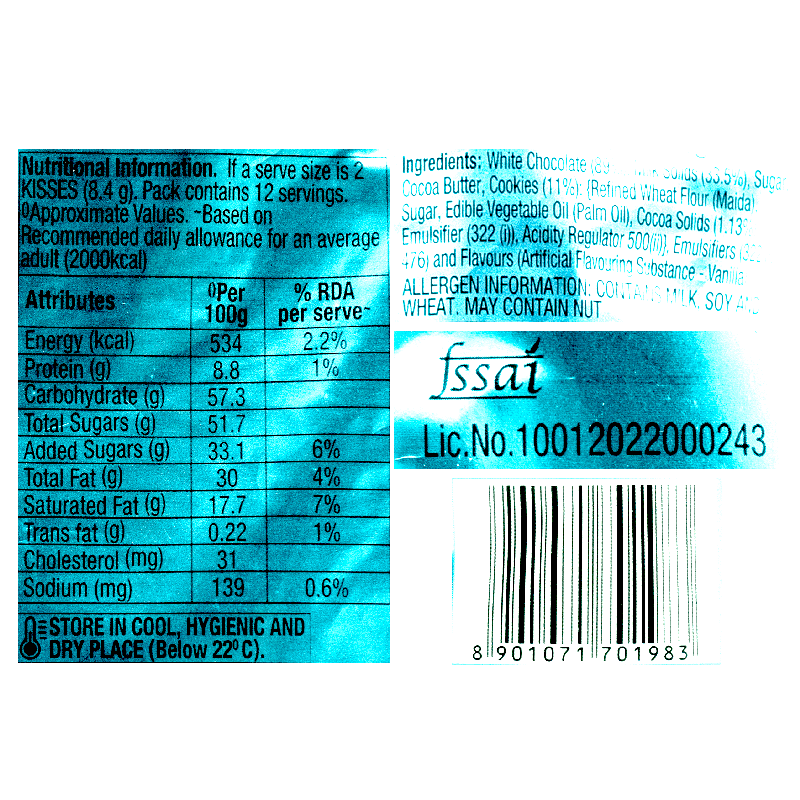 Nutritional Information. If a serve size is 2
KISSES (8.4 g). Pack contains 12 servings.
◊Approximate Values. ~Based on
Recommended daily allowance for an average
adult (2000kcal)
Attributes ◊Per 100g % RDA per serve~
Energy (kcal) 534 2.2%
Protein (g) 8.8 1%
Carbohydrate (g) 57.3
Total Sugars (g) 51.7
Added Sugars (g) 33.1 6%
Total Fat (g) 30 4%
Saturated Fat (g) 17.7 7%
Trans fat (g) 0.22 1%
Cholesterol (mg) 31
Sodium (mg) 139 0.6%
STORE IN COOL, HYGIENIC AND
DRY PLACE (Below 22ºC).
Ingredients: White Chocolate Solids (33.5%), Sugar
Cocoa Butter, Cookies (11%): {Refined Wheat Flour (Maida),
Sugar, Edible Vegetable Oil (Palm Oil), Cocoa Solids (1.13%
Emulsifier (322 (i)), Acidity Regulator 500(ii)}, Emulsifiers (322
476) and Flavours (Artificial Flavouring Substance - Vanilla
ALLERGEN INFORMATION: CONTAINS MILK, SOY AND
WHEAT. MAY CONTAIN NUT
fssai
Lic.No.10012022000243
8 901071 701983